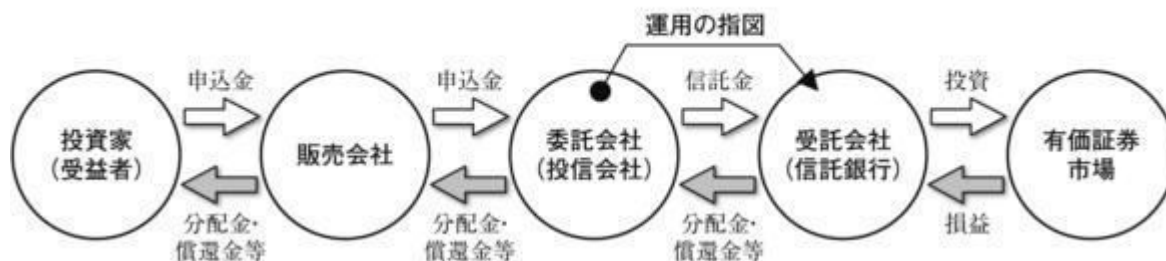 運用の指図
申込金
申込金
信託金
投資
投資家
(受益者)
販売会社
委託会社
(投信会社)
受託会社
(信託銀行)
有価証券
市場
分配金・
償還金等
分配金・
償還金等
分配金・
償還金等
損益